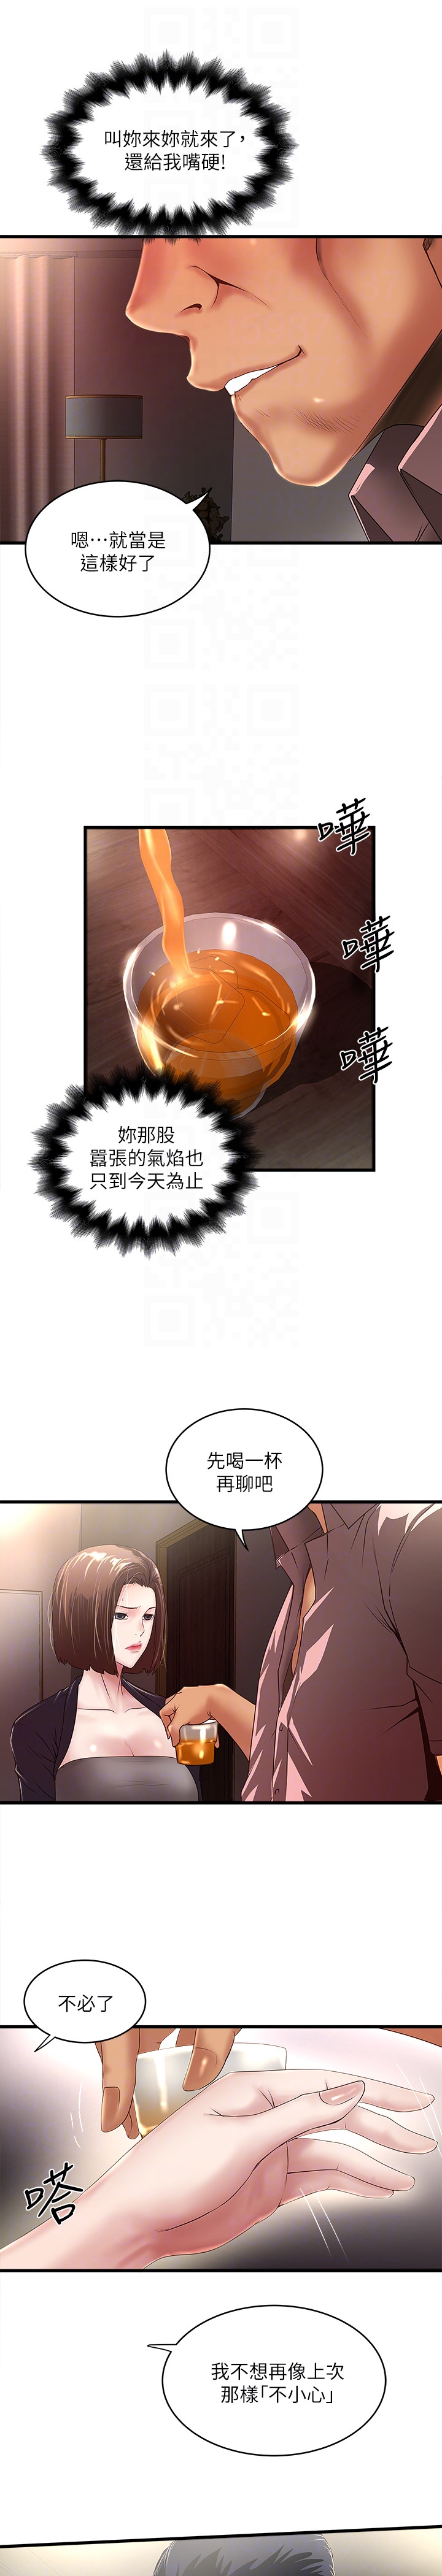 叫妳來妳就來了，
還給我嘴硬!
嗯…就當是
這樣好了
嘩
嘩
嘩
妳那股
囂張的氣焰也
只到今天為止
先喝一杯
再聊吧
不必了
嗒
我不想再像上次
那樣「不小心」